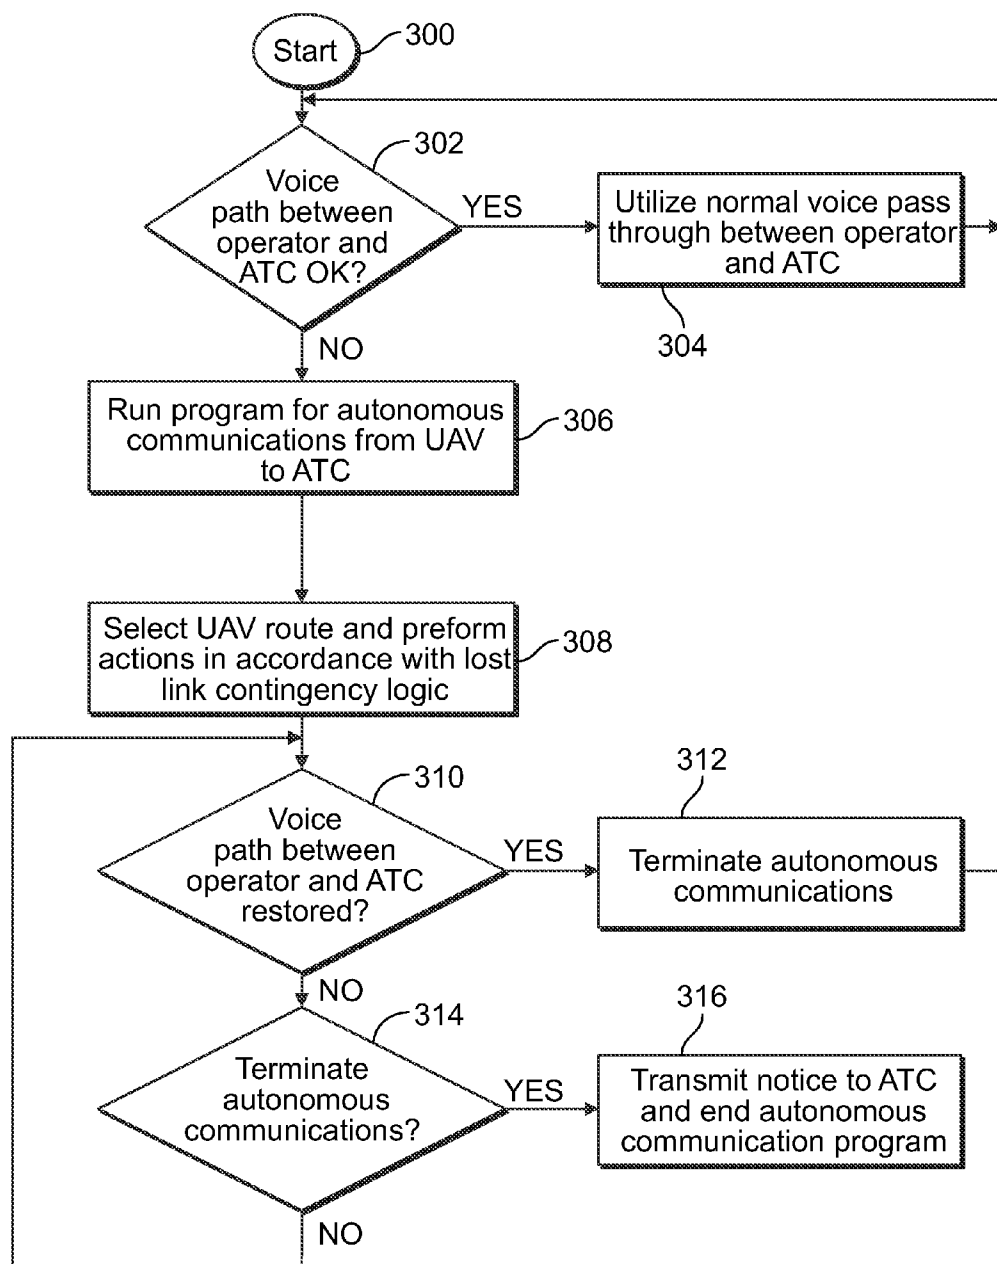 Start
300
302
Voice
path between
operator and
ATC OK?
YES
Utilize normal voice pass
through between operator
and ATC
304
NO
Run program for autonomous
communications from UAV
to ATC
306
Select UAV route and preform
actions in accordance with lost
link contingency logic
308
310
Voice
path between
operator and ATC
restored?
YES
312
Terminate autonomous
communications
NO
314
Terminate
autonomous
communications?
YES
316
Transmit notice to ATC
and end autonomous
communication program
NO